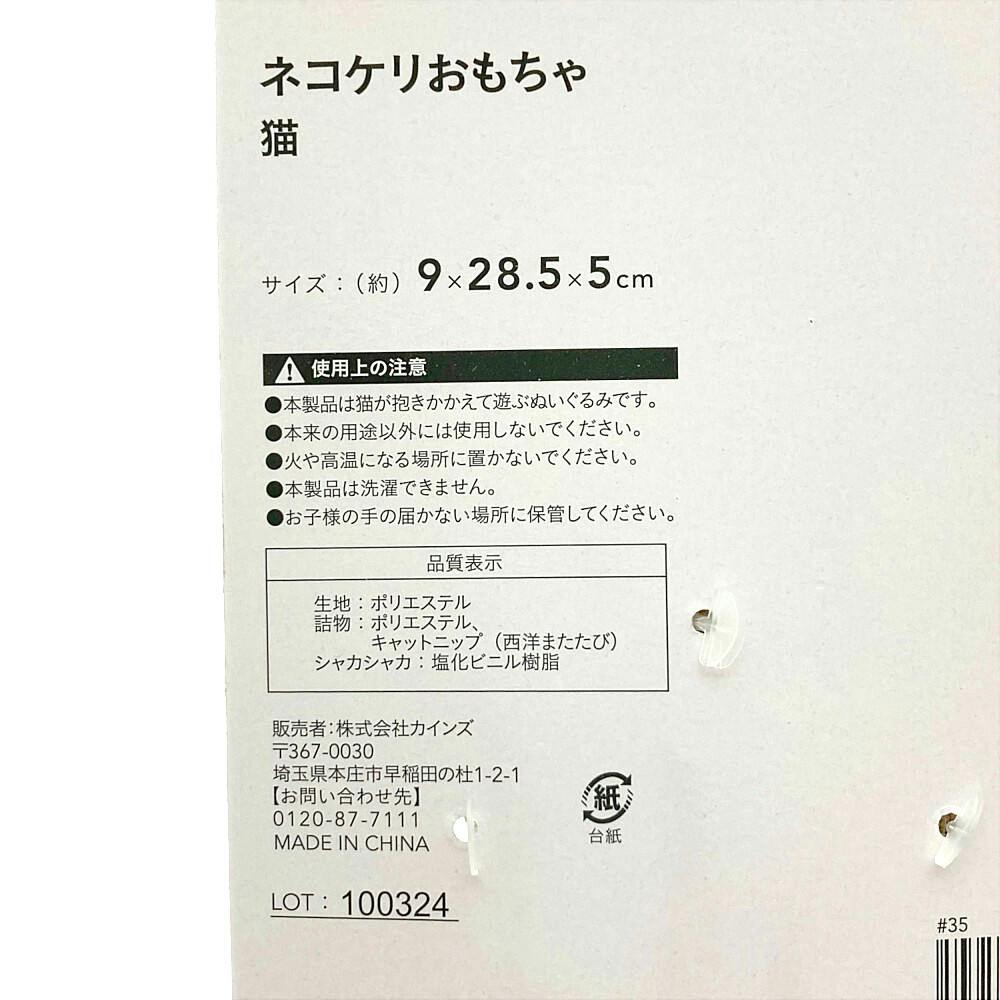 ネコケリおもちゃ
猫
サイズ：（約）9×28.5×5cm
使用上の注意
●本製品は猫が抱きかかえて遊ぶぬいぐるみです。
●本来の用途以外には使用しないでください。
●火や高温になる場所に置かないでください。
●本製品は洗濯できません。
●お子様の手の届かない場所に保管してください。
品質表示
生地：ポリエステル
詰物：ポリエステル、
キャットニップ（西洋またたび）
シャカシャカ：塩化ビニル樹脂
販売者：株式会社カインズ
〒367-0030
埼玉県本庄市早稲田の杜1-2-1
【お問い合わせ先】
0120-87-7111
MADE IN CHINA
紙
台紙
LOT：100324
#35